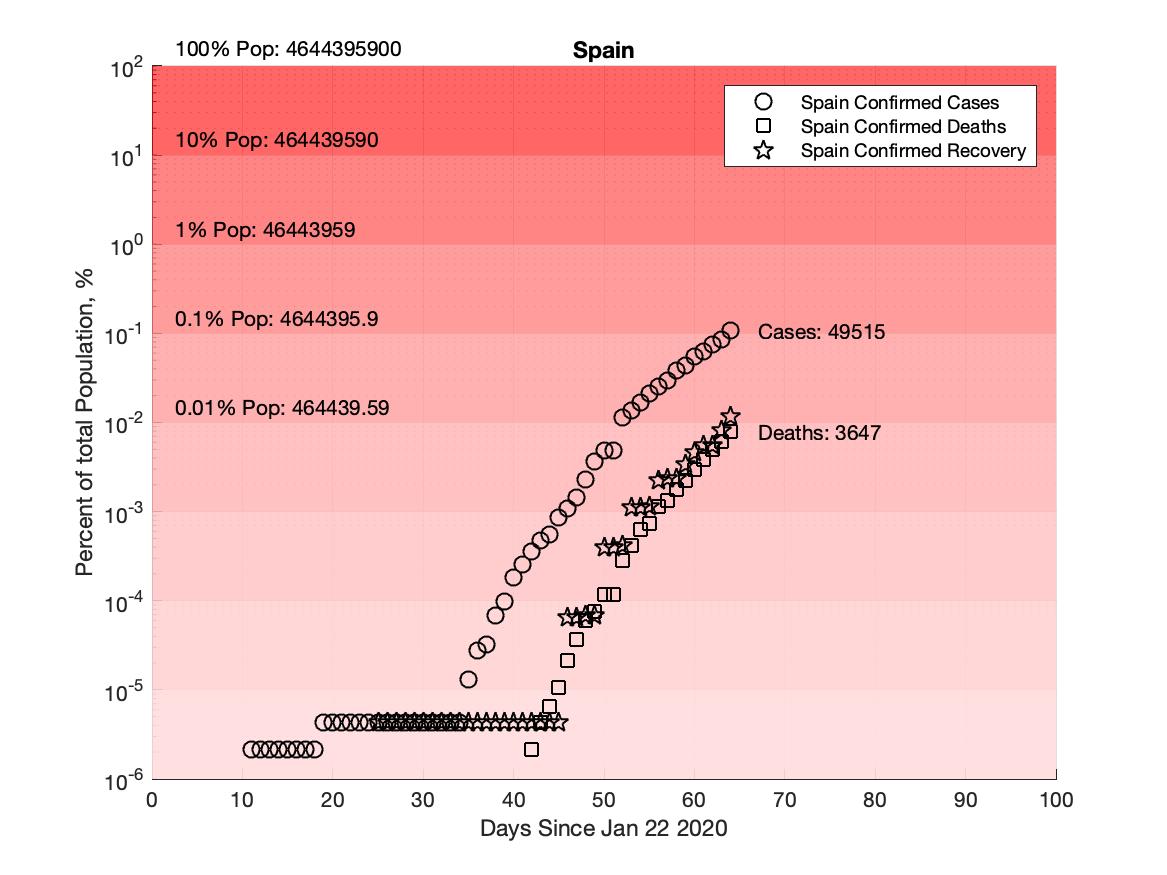 Spain
100% Pop: 4644395900
10% Pop: 464439590
1% Pop: 46443959
0.1% Pop: 4644395.9
0.01% Pop: 464439.59
Spain Confirmed Cases
Spain Confirmed Deaths
Spain Confirmed Recovery
Cases: 49515
Deaths: 3647
Percent of total Population, %
10^2
10^1
10^0
10^-1
10^-2
10^-3
10^-4
10^-5
10^-6
0 10 20 30 40 50 60 70 80 90 100
Days Since Jan 22 2020